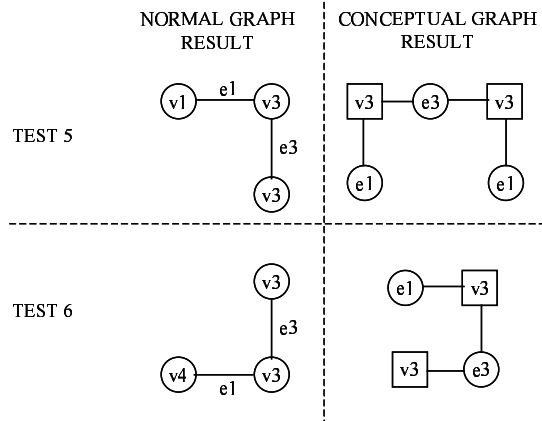 NORMAL GRAPH
RESULT
CONCEPTUAL GRAPH
RESULT
TEST 5
v1
e1
v3
e3
v3
v3
e3
v3
e1
e1
TEST 6
v3
e3
v4
e1
v3
e1
v3
v3
e3